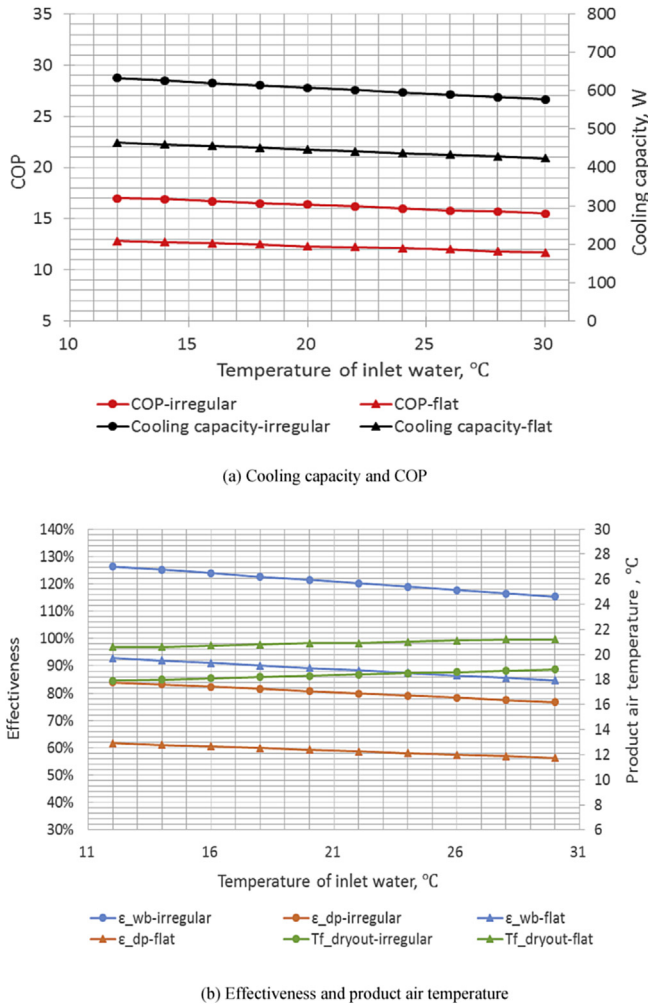 35
30
25
20
15
10
5
COP
800
700
600
500
400
300
200
100
0
Cooling capacity, W
10 15 20 25 30
Temperature of inlet water, °C
COP-irregular COP-flat
Cooling capacity-irregular Cooling capacity-flat
(a) Cooling capacity and COP
140%
130%
120%
110%
100%
90%
80%
70%
60%
50%
40%
30%
Effectiveness
30
28
26
24
22
20
18
16
14
12
10
8
6
Product air temperature , °C
11 16 21 26 31
Temperature of inlet water, °C
ε_wb-irregular ε_dp-irregular ε_wb-flat
ε_dp-flat Tf_dryout-irregular Tf_dryout-flat
(b) Effectiveness and product air temperature